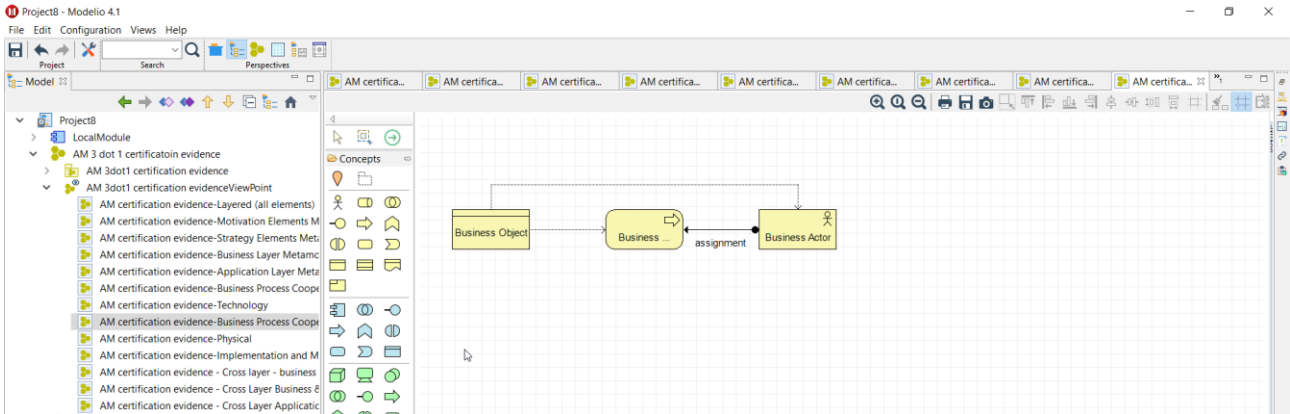 Project8 - Modelio 4.1
File Edit Configuration Views Help
Project Search Perspectives
Model
AM certifica... AM certifica... AM certifica... AM certifica... AM certifica... AM certifica... AM certifica... AM certifica... AM certifica...
Project8
LocalModule
AM 3 dot 1 certificatoin evidence
AM 3dot1 certification evidence
AM 3dot1 certification evidenceViewPoint
AM certification evidence-Layered (all elements)
AM certification evidence-Motivation Elements M
AM certification evidence-Strategy Elements Meta
AM certification evidence-Business Layer Metamc
AM certification evidence-Application Layer Meta
AM certification evidence-Business Process Coope
AM certification evidence-Technology
AM certification evidence-Business Process Coope
AM certification evidence-Physical
AM certification evidence-Implementation and M
AM certification evidence - Cross layer - business
AM certification evidence - Cross Layer Business &
AM certification evidence - Cross Layer Applicatic
Concepts
Business Object
Business ...
assignment
Business Actor